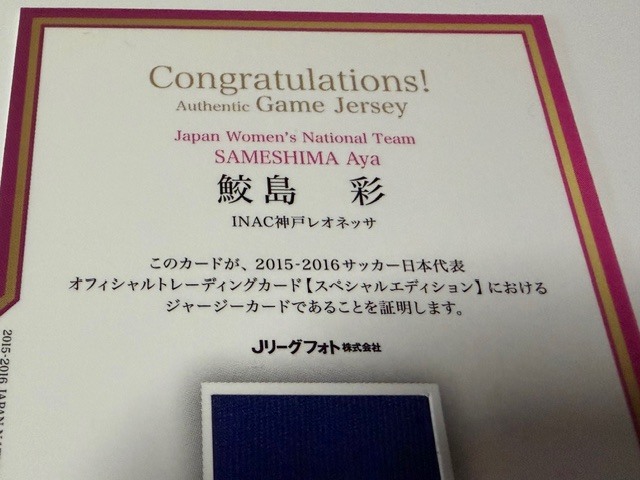 Congratulations!
Authentic Game Jersey
Japan Women's National Team
SAMESHIMA Aya
鮫島 彩
INAC神戸レオネッサ
このカードが、2015-2016サッカー日本代表
オフィシャルトレーディングカード【スペシャルエディション】における
ジャージーカードであることを証明します。
Jリーグフォト株式会社
2015-2016 JAPAN